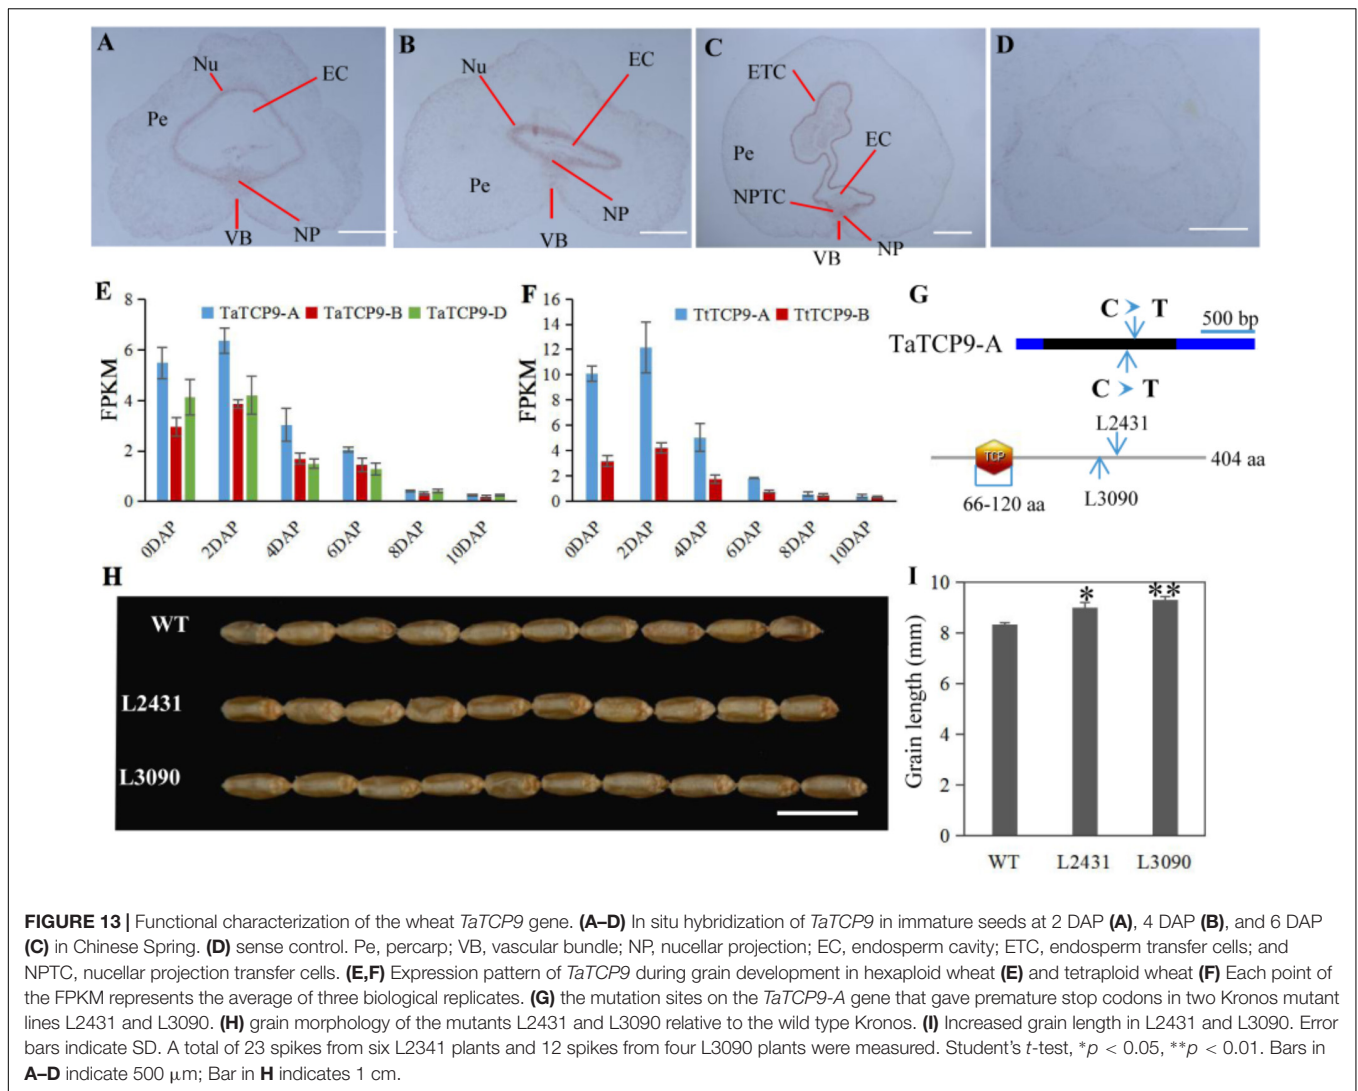 A
Nu
EC
Pe
VB
NP
B
Nu
EC
Pe
NP
VB
C
ETC
EC
Pe
NPTC
NP
VB
D
E
8
6
4
2
0
FPKM
TaTCP9-A TaTCP9-B TaTCP9-D
0DAP 2DAP 4DAP 6DAP 8DAP 10DAP
F
16
14
12
10
8
6
4
2
0
FPKM
TtTCP9-A TtTCP9-B
0DAP 2DAP 4DAP 6DAP 8DAP 10DAP
G
C > T
500 bp
TaTCP9-A
C > T
L2431
TCP
404 aa
66-120 aa
L3090
H
WT
L2431
L3090
I
10
8
6
4
2
0
Grain length (mm)
*
**
WT L2431 L3090
FIGURE 13 | Functional characterization of the wheat TaTCP9 gene. (A–D) In situ hybridization of TaTCP9 in immature seeds at 2 DAP (A), 4 DAP (B), and 6 DAP
(C) in Chinese Spring. (D) sense control. Pe, percarp; VB, vascular bundle; NP, nucellar projection; EC, endosperm cavity; ETC, endosperm transfer cells; and
NPTC, nucellar projection transfer cells. (E,F) Expression pattern of TaTCP9 during grain development in hexaploid wheat (E) and tetraploid wheat (F) Each point of
the FPKM represents the average of three biological replicates. (G) the mutation sites on the TaTCP9-A gene that gave premature stop codons in two Kronos mutant
lines L2431 and L3090. (H) grain morphology of the mutants L2431 and L3090 relative to the wild type Kronos. (I) Increased grain length in L2431 and L3090. Error
bars indicate SD. A total of 23 spikes from six L2341 plants and 12 spikes from four L3090 plants were measured. Student's t-test, *p < 0.05, **p < 0.01. Bars in
A–D indicate 500 μm; Bar in H indicates 1 cm.